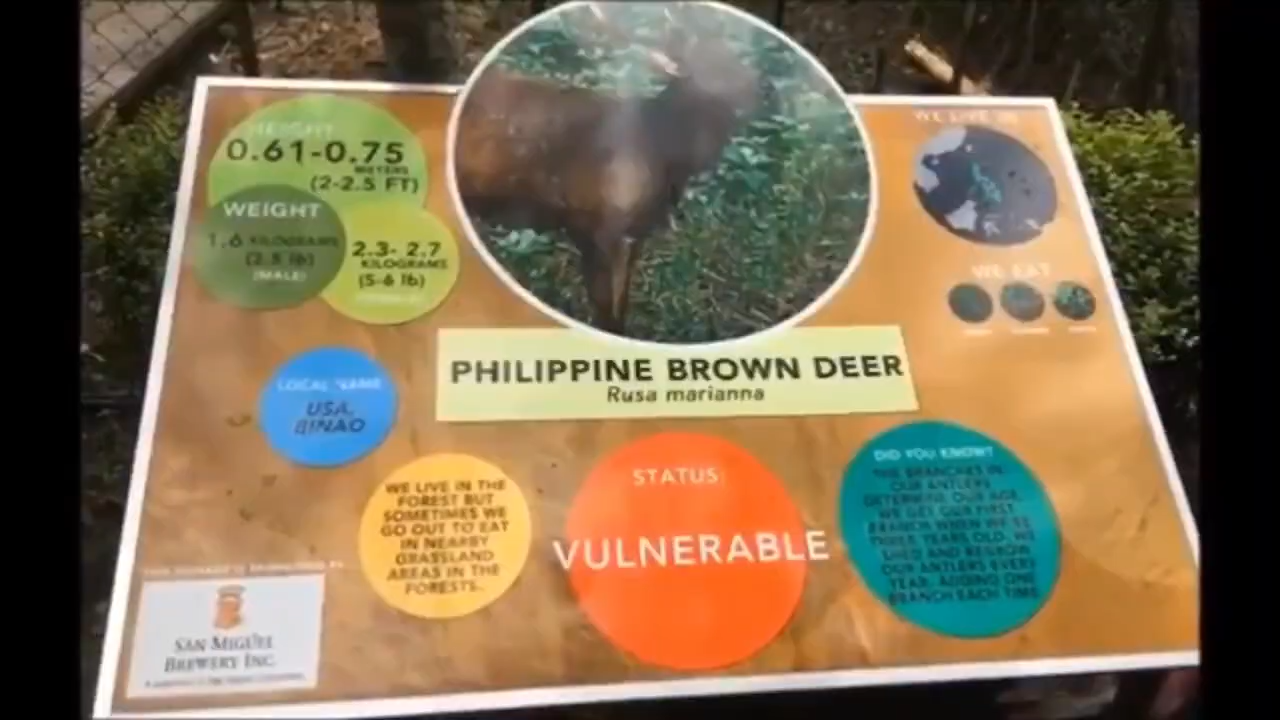 HEIGHT
0.61-0.75
METERS
(2-2.5 FT)
WEIGHT
1.6 KILOGRAMS
(2.5 lb)
(MALE)
2.3- 2.7
KILOGRAMS
(5-6 lb)
WE LIVE IN
WE EAT
PHILIPPINE BROWN DEER
Rusa marianna
LOCAL NAME
USA,
BINAO
WE LIVE IN THE
FOREST BUT
SOMETIMES WE
GO OUT TO EAT
IN NEARBY
GRASSLAND
AREAS IN THE
FORESTS.
STATUS:
VULNERABLE
DID YOU KNOW?
THE BRANCHES IN
OUR ANTLERS
DETERMINE OUR AGE.
WE GET OUR FIRST
BRANCH WHEN WE'RE
THREE YEARS OLD. WE
SHED AND REGROW
OUR ANTLERS EVERY
YEAR, ADDING ONE
BRANCH EACH TIME
SAN MIGUEL
BREWERY INC.